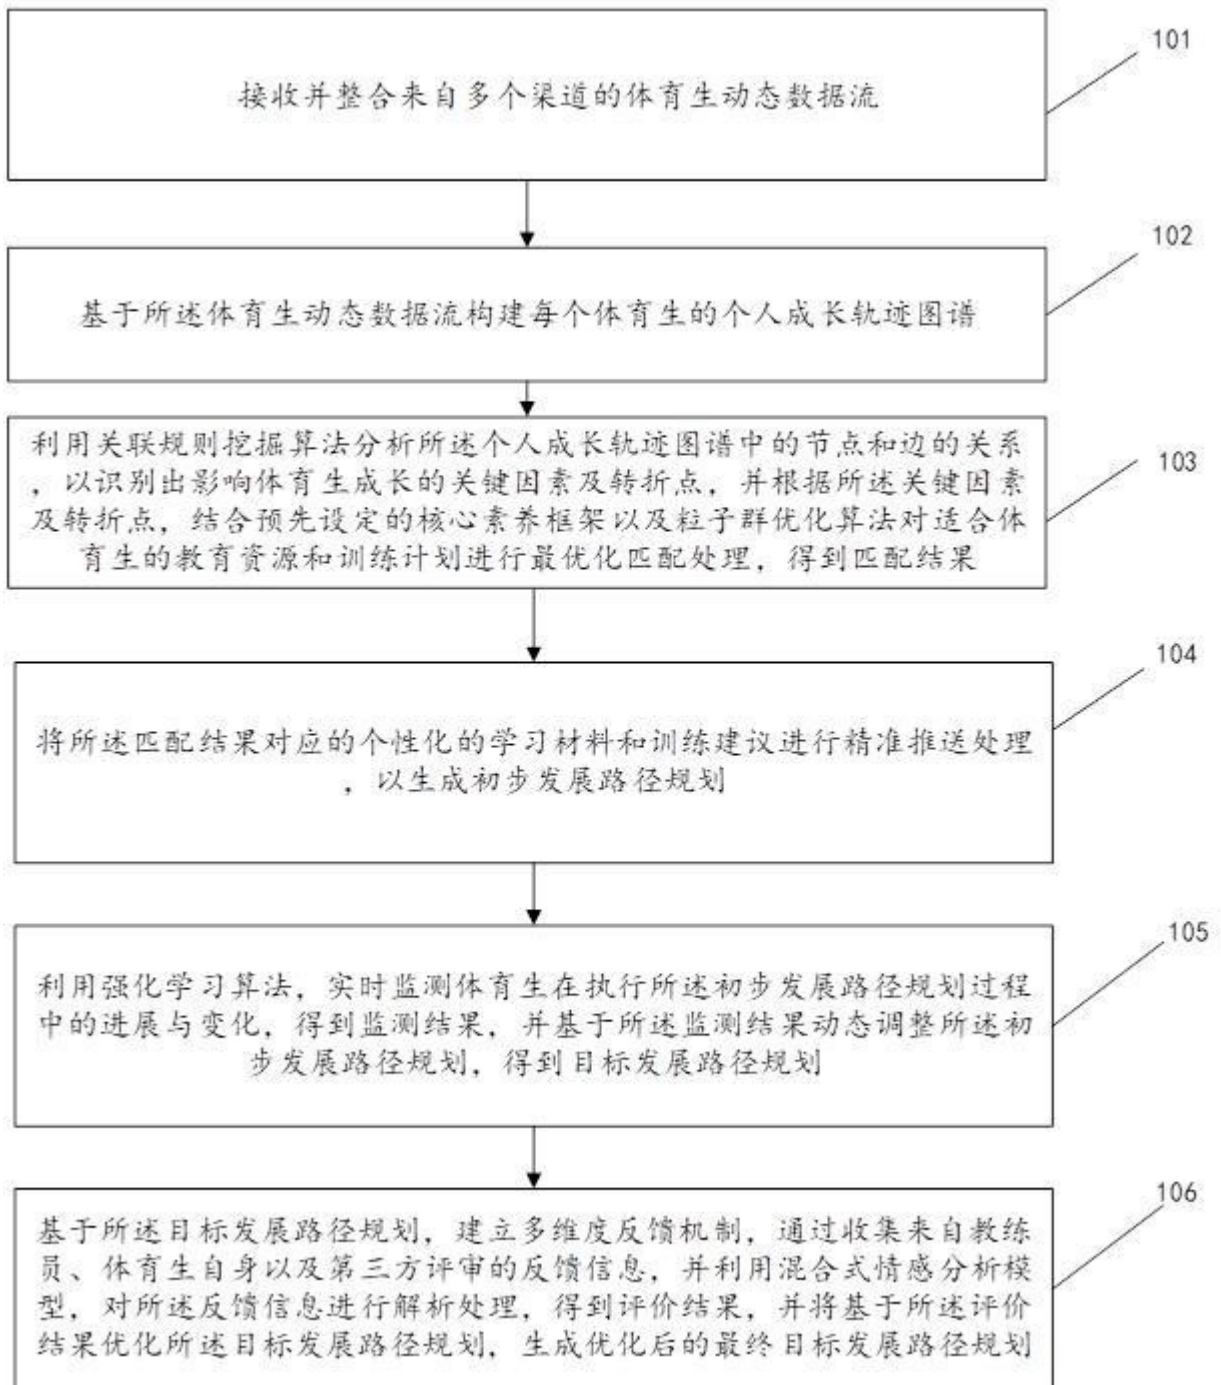 接收并整合来自多个渠道的体育生动态数据流
101
基于所述体育生动态数据流构建每个体育生的个人成长轨迹图谱
102
利用关联规则挖掘算法分析所述个人成长轨迹图谱中的节点和边的关系
，以识别出影响体育生成长的关键因素及转折点，并根据所述关键因素
及转折点，结合预先设定的核心素养框架以及粒子群优化算法对适合体
育生的教育资源和训练计划进行最优化匹配处理，得到匹配结果
103
将所述匹配结果对应的个性化的学习材料和训练建议进行精准推送处理
，以生成初步发展路径规划
104
利用强化学习算法，实时监测体育生在执行所述初步发展路径规划过程
中的进展与变化，得到监测结果，并基于所述监测结果动态调整所述初
步发展路径规划，得到目标发展路径规划
105
基于所述目标发展路径规划，建立多维度反馈机制，通过收集来自教练
员、体育生自身以及第三方评审的反馈信息，并利用混合式情感分析模
型，对所述反馈信息进行解析处理，得到评价结果，并将基于所述评价
结果优化所述目标发展路径规划，生成优化后的最终目标发展路径规划
106